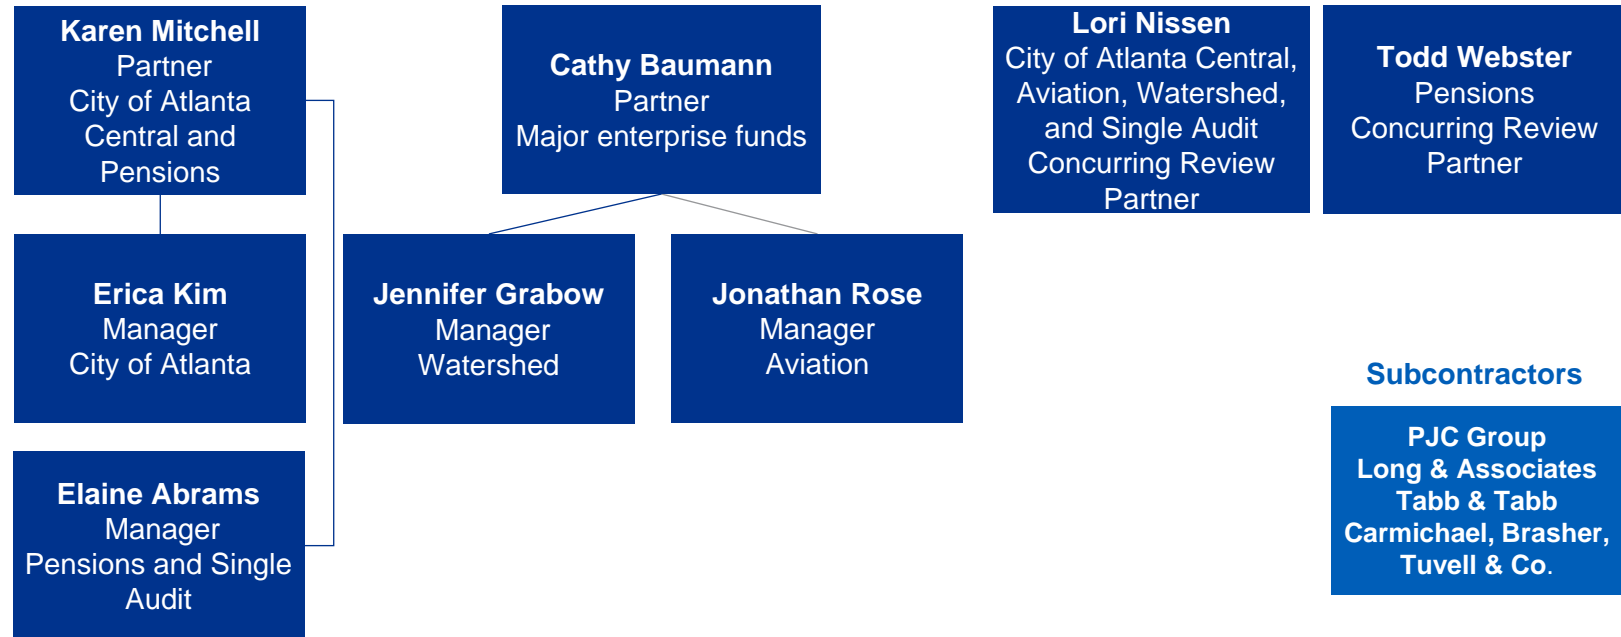 Karen Mitchell
Partner
City of Atlanta
Central and
Pensions
Cathy Baumann
Partner
Major enterprise funds
Lori Nissen
City of Atlanta Central,
Aviation, Watershed,
and Single Audit
Concurring Review
Partner
Todd Webster
Pensions
Concurring Review
Partner
Erica Kim
Manager
City of Atlanta
Jennifer Grabow
Manager
Watershed
Jonathan Rose
Manager
Aviation
Elaine Abrams
Manager
Pensions and Single
Audit
Subcontractors
PJC Group
Long & Associates
Tabb & Tabb
Carmichael, Brasher,
Tuvell & Co.